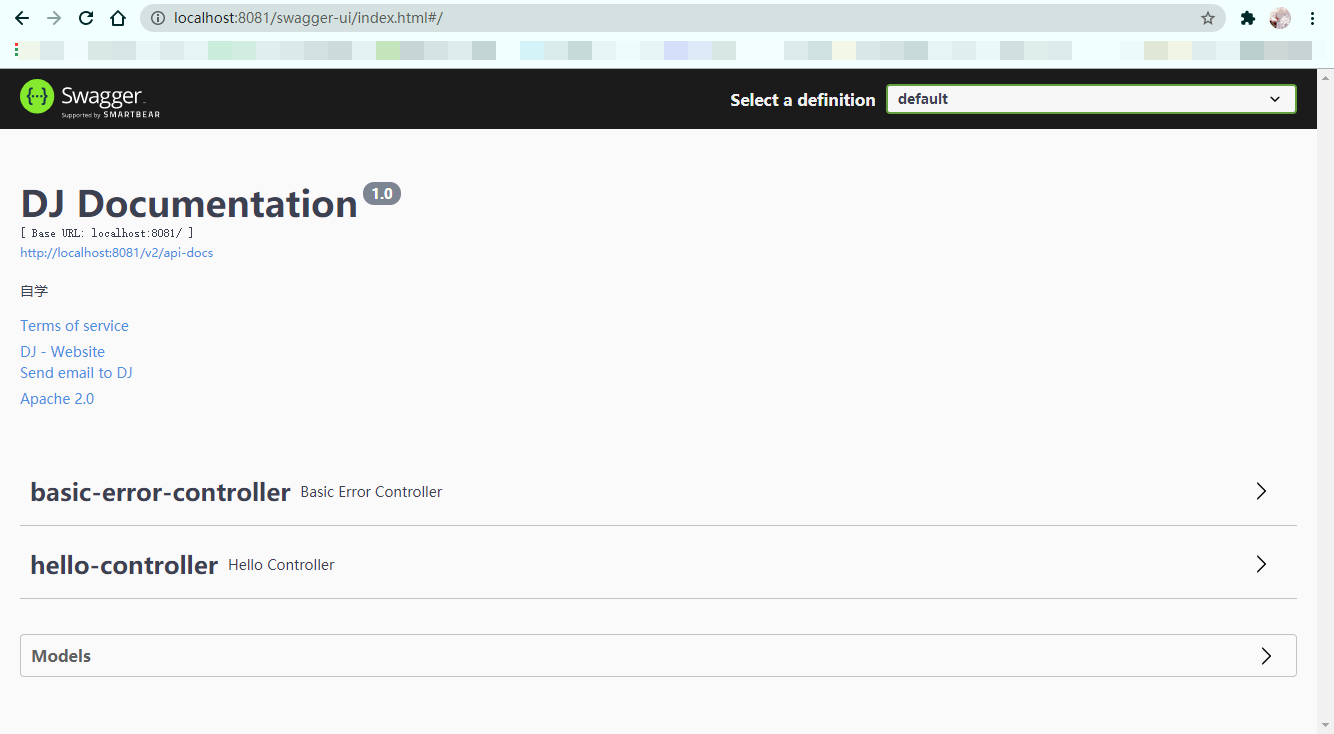 localhost:8081/swagger-ui/index.html#/
Swagger
Supported by SMARTBEAR
Select a definition
default
DJ Documentation 1.0
[ Base URL: localhost:8081/ ]
http://localhost:8081/v2/api-docs
自学
Terms of service
DJ - Website
Send email to DJ
Apache 2.0
basic-error-controller Basic Error Controller
hello-controller Hello Controller
Models